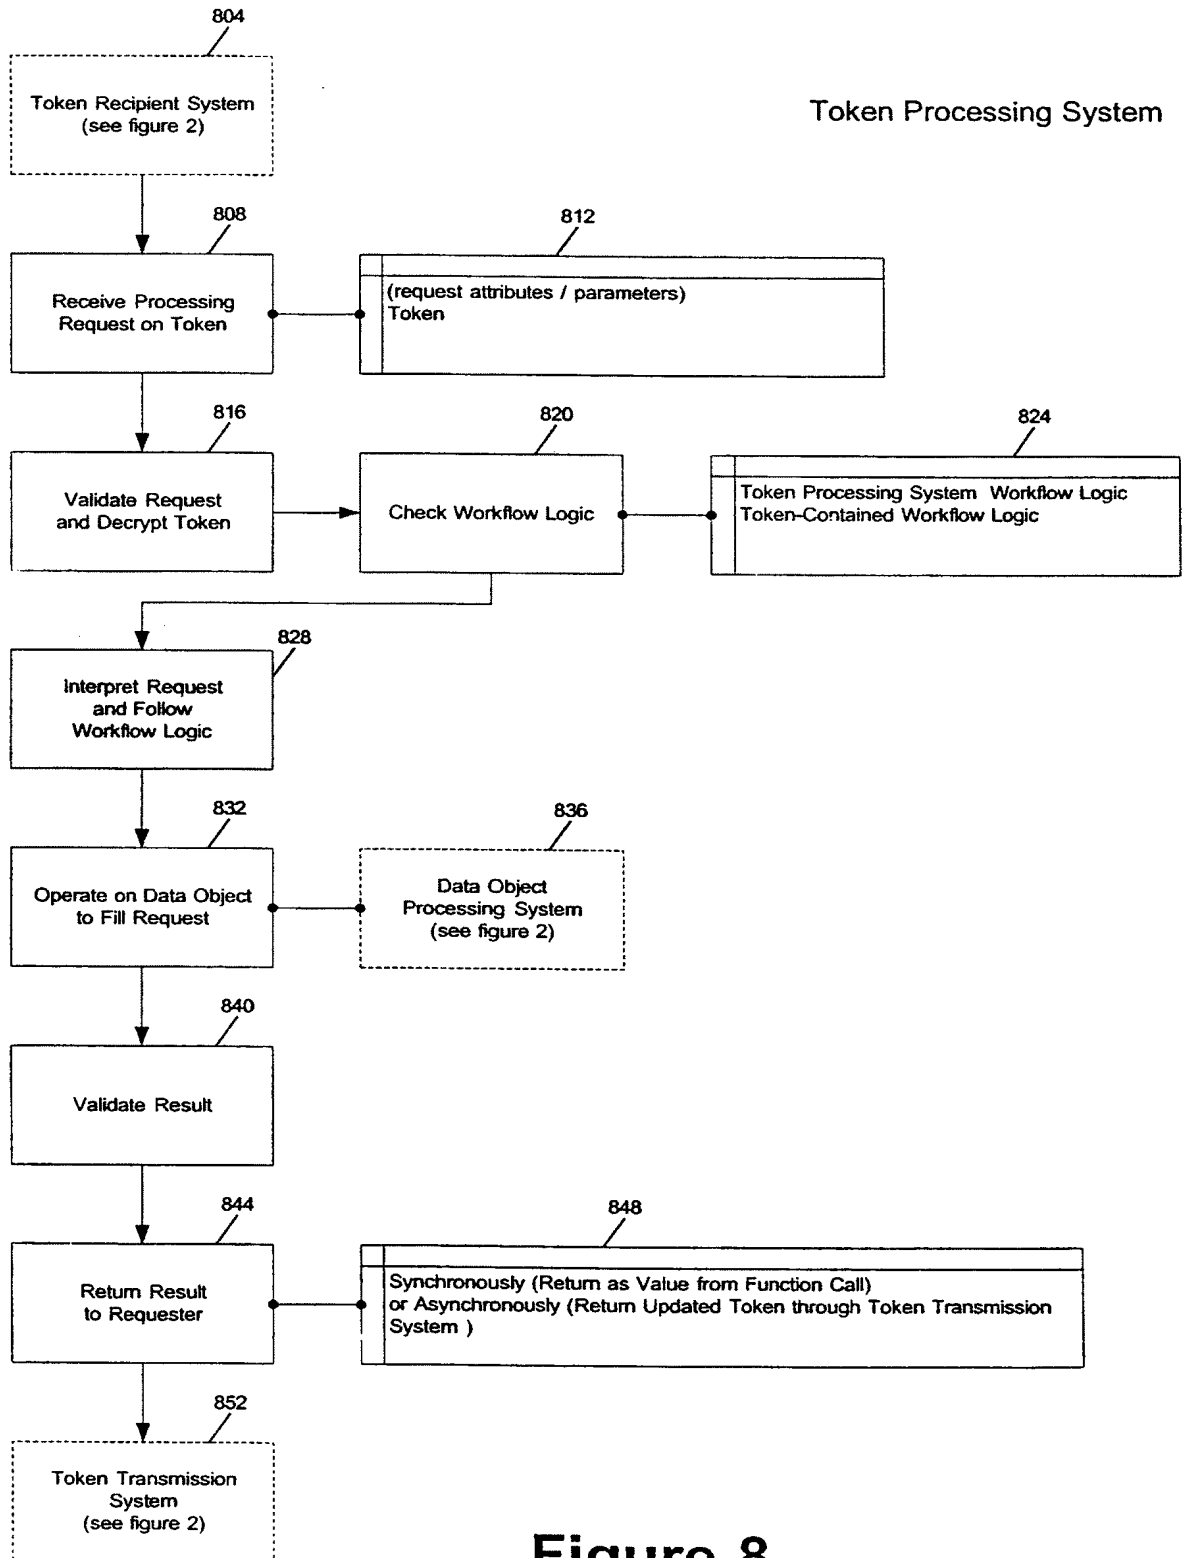 804
Token Recipient System
(see figure 2)
Token Processing System
808
Receive Processing
Request on Token
812
(request attributes / parameters)
Token
816
Validate Request
and Decrypt Token
820
Check Workflow Logic
824
Token Processing System Workflow Logic
Token-Contained Workflow Logic
828
Interpret Request
and Follow
Workflow Logic
832
Operate on Data Object
to Fill Request
836
Data Object
Processing System
(see figure 2)
840
Validate Result
844
Return Result
to Requester
848
Synchronously (Return as Value from Function Call)
or Asynchronously (Return Updated Token through Token Transmission
System )
852
Token Transmission
System
(see figure 2)
Figure 8